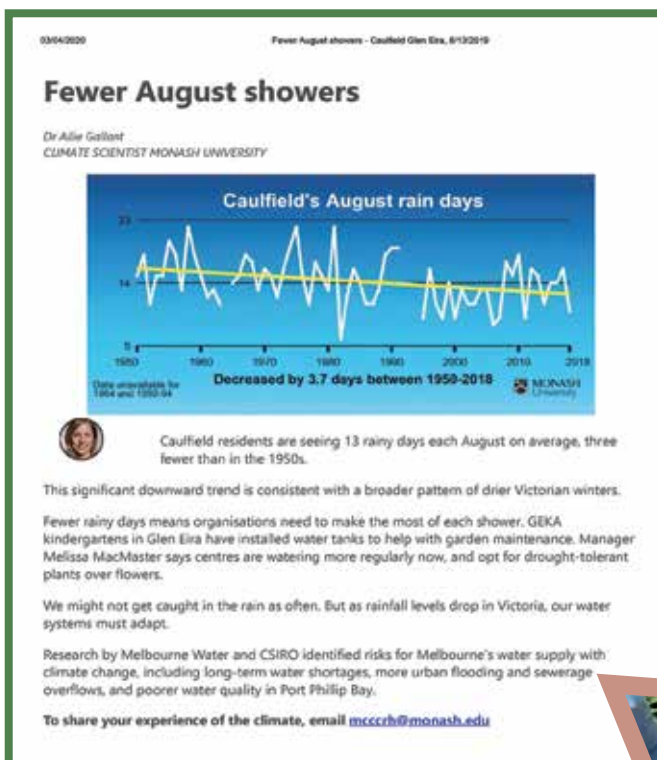 03/04/2020
Fewer August showers - Caulfield Glen Eira, 8/13/2019
Fewer August showers
Dr Ailie Gallant
CLIMATE SCIENTIST MONASH UNIVERSITY
Caulfield's August rain days
23
14
5
1950 1960 1970 1980 1990 2000 2010 2018
Data unavailable for
1964 and 1992-94
Decreased by 3.7 days between 1950-2018
MONASH
University
Caulfield residents are seeing 13 rainy days each August on average, three
fewer than in the 1950s.
This significant downward trend is consistent with a broader pattern of drier Victorian winters.
Fewer rainy days means organisations need to make the most of each shower. GEKA
kindergartens in Glen Eira have installed water tanks to help with garden maintenance. Manager
Melissa MacMaster says centres are watering more regularly now, and opt for drought-tolerant
plants over flowers.
We might not get caught in the rain as often. But as rainfall levels drop in Victoria, our water
systems must adapt.
Research by Melbourne Water and CSIRO identified risks for Melbourne's water supply with
climate change, including long-term water shortages, more urban flooding and sewerage
overflows, and poorer water quality in Port Phillip Bay.
To share your experience of the climate, email mcccrh@monash.edu